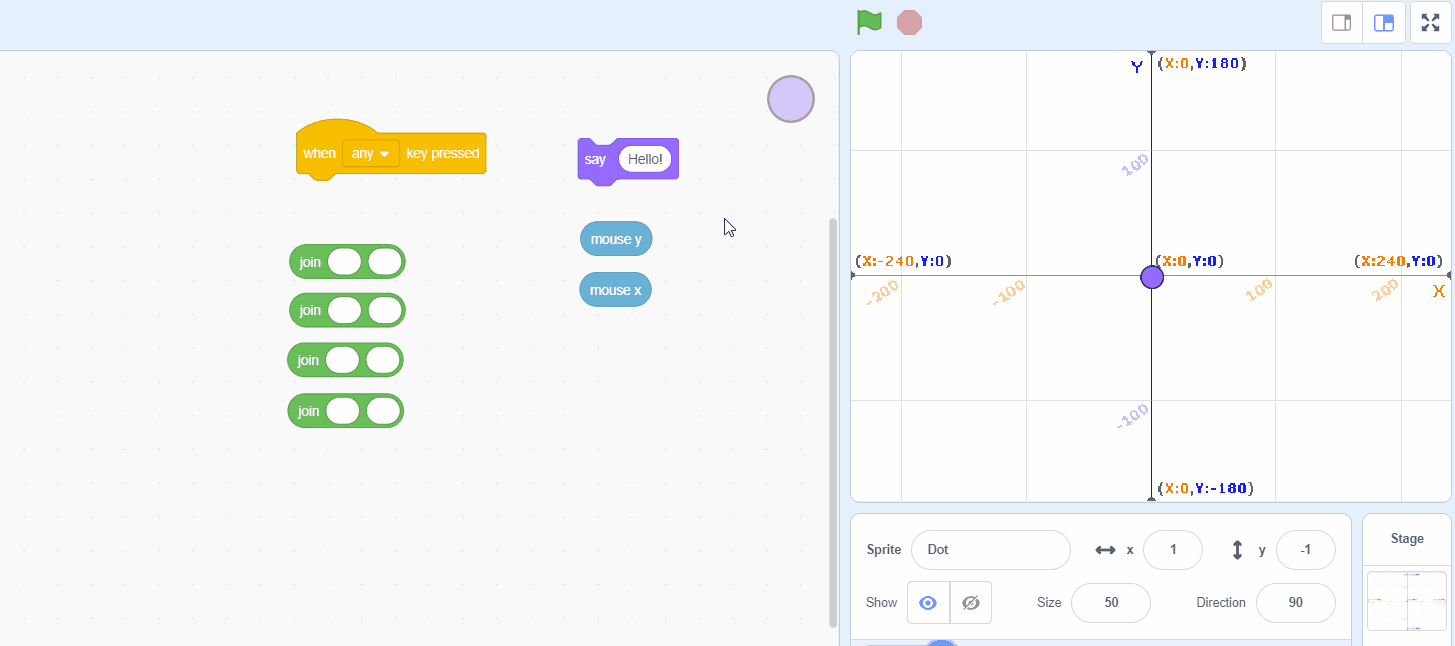 when any key pressed
say Hello!
mouse y
mouse x
join
join
join
join
Y (X:0,Y:180)
100
(X:-240,Y:0) (X:0,Y:0) (X:240,Y:0)
-200 -100 100 200 X
-100
(X:0,Y:-180)
Sprite Dot x 1 y -1
Show Size 50 Direction 90
Stage